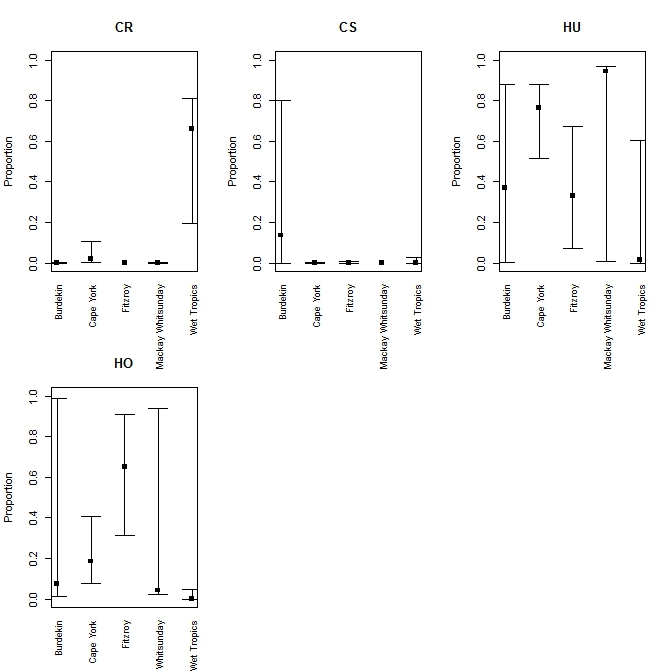 CR
Proportion
0.0 0.2 0.4 0.6 0.8 1.0
Burdekin
Cape York
Fitzroy
Mackay Whitsunday
Wet Tropics
CS
Proportion
0.0 0.2 0.4 0.6 0.8 1.0
Burdekin
Cape York
Fitzroy
Mackay Whitsunday
Wet Tropics
HU
Proportion
0.0 0.2 0.4 0.6 0.8 1.0
Burdekin
Cape York
Fitzroy
Mackay Whitsunday
Wet Tropics
HO
Proportion
0.0 0.2 0.4 0.6 0.8 1.0
Burdekin
Cape York
Fitzroy
Mackay Whitsunday
Wet Tropics